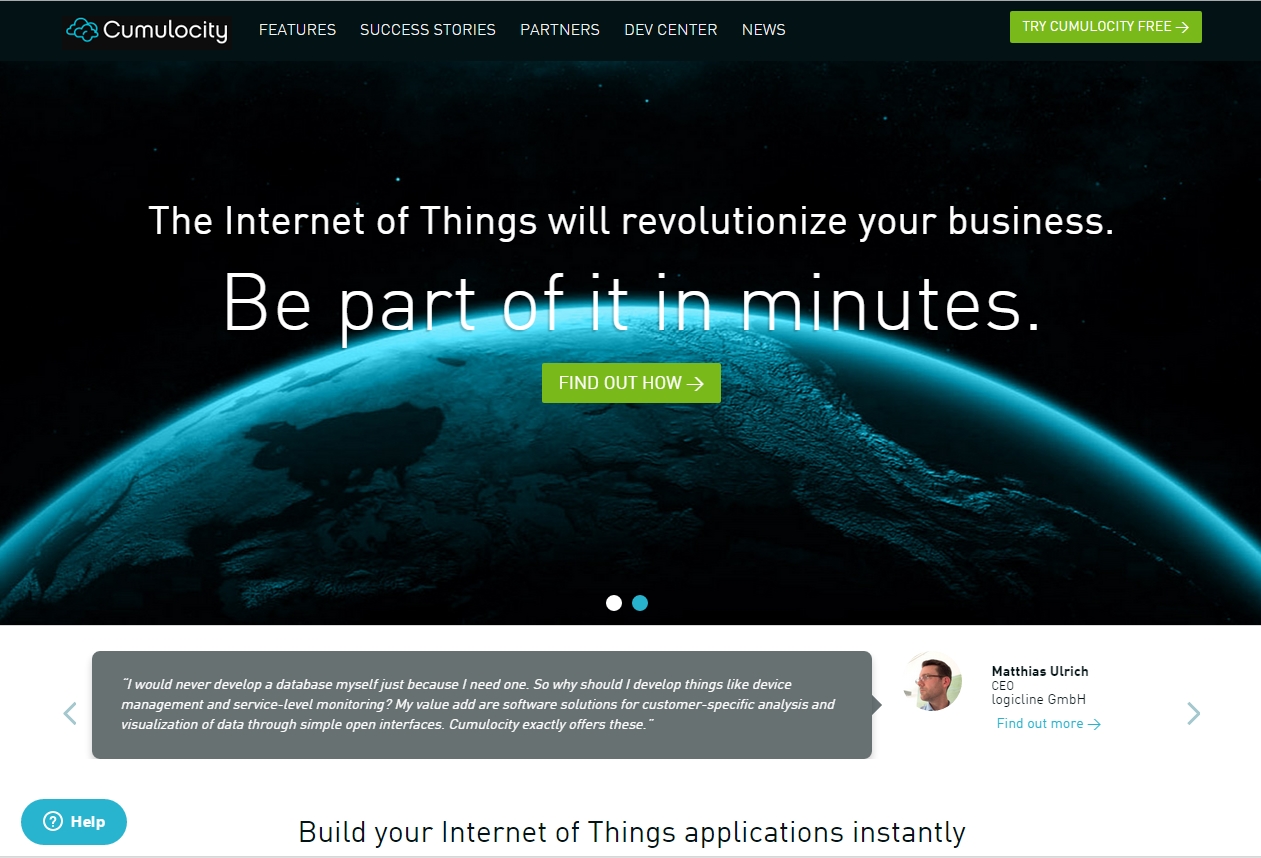 Cumulocity FEATURES SUCCESS STORIES PARTNERS DEV CENTER NEWS TRY CUMULOCITY FREE →
The Internet of Things will revolutionize your business.
Be part of it in minutes.
FIND OUT HOW →
“I would never develop a database myself just because I need one. So why should I develop things like device
management and service-level monitoring? My value add are software solutions for customer-specific analysis and
visualization of data through simple open interfaces. Cumulocity exactly offers these.”
Matthias Ulrich
CEO
logicline GmbH
Find out more →
? Help
Build your Internet of Things applications instantly